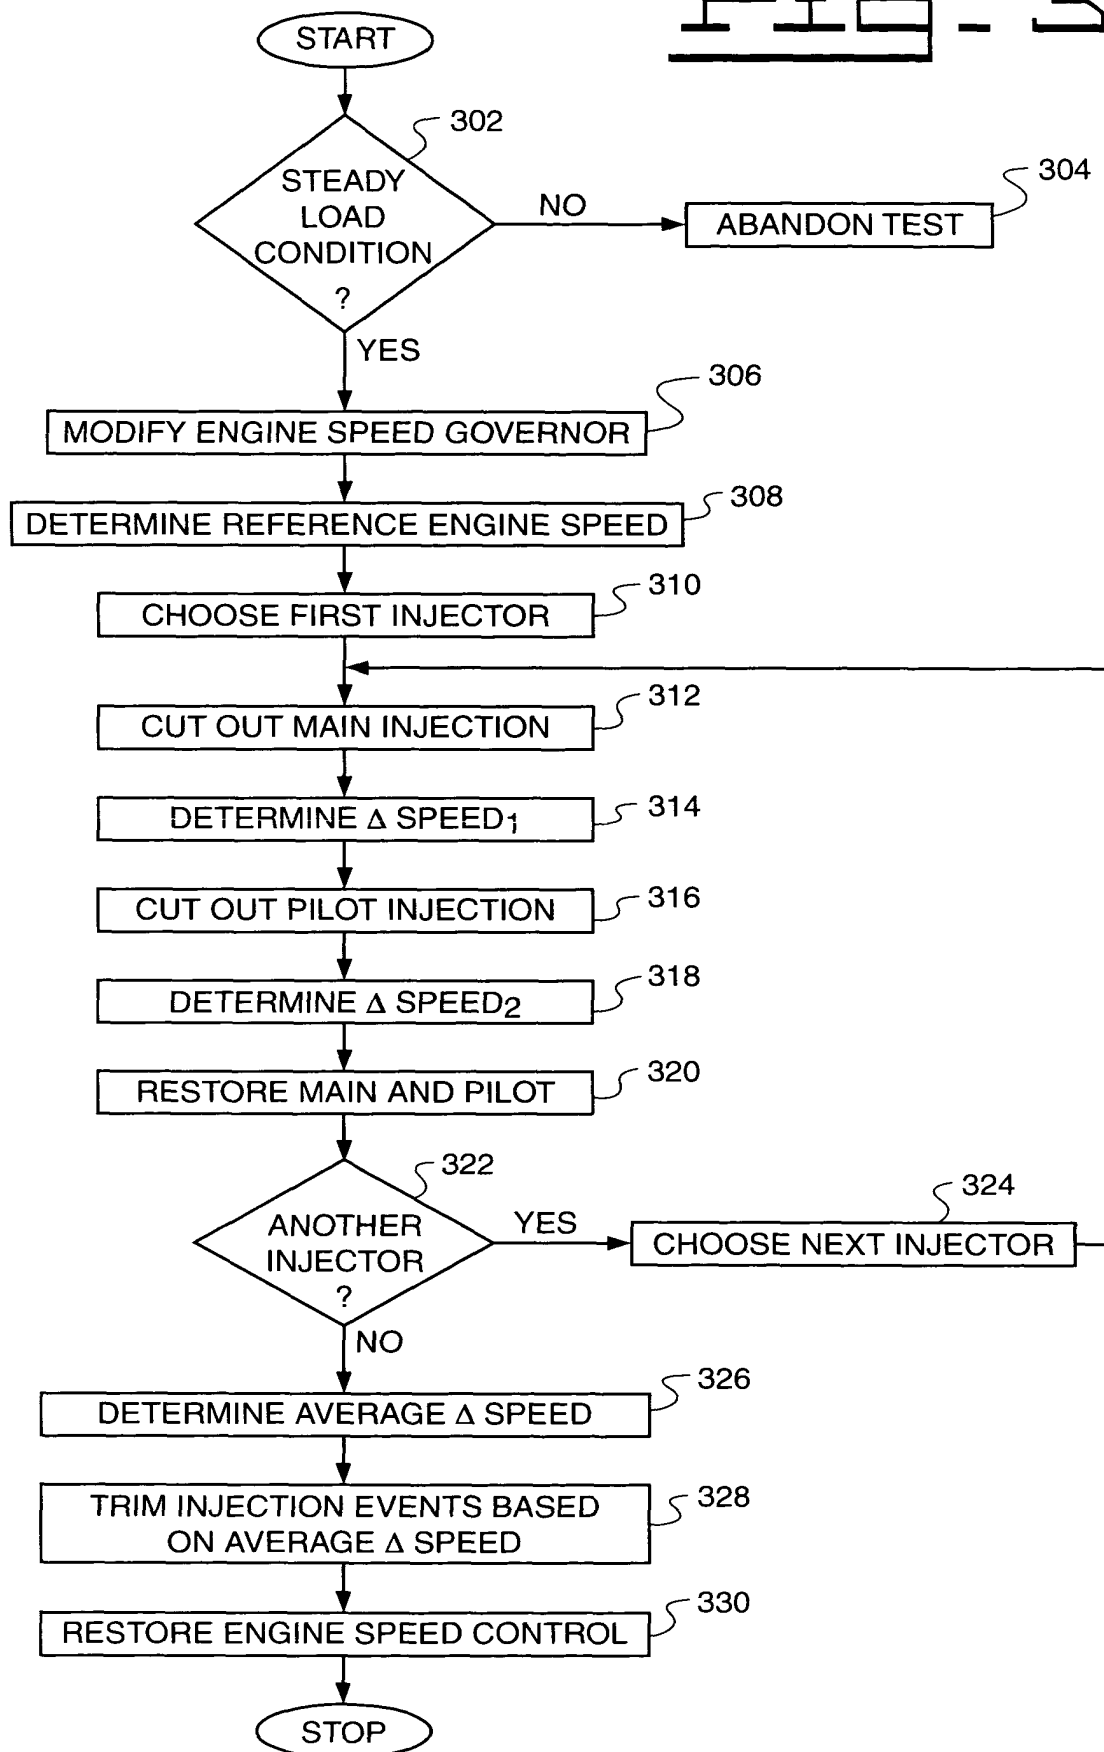 START
302
STEADY
LOAD
CONDITION
?
NO
304
ABANDON TEST
YES
306
MODIFY ENGINE SPEED GOVERNOR
308
DETERMINE REFERENCE ENGINE SPEED
310
CHOOSE FIRST INJECTOR
312
CUT OUT MAIN INJECTION
314
DETERMINE Δ SPEED1
316
CUT OUT PILOT INJECTION
318
DETERMINE Δ SPEED2
320
RESTORE MAIN AND PILOT
322
ANOTHER
INJECTOR
?
YES
324
CHOOSE NEXT INJECTOR
NO
326
DETERMINE AVERAGE Δ SPEED
328
TRIM INJECTION EVENTS BASED
ON AVERAGE Δ SPEED
330
RESTORE ENGINE SPEED CONTROL
STOP